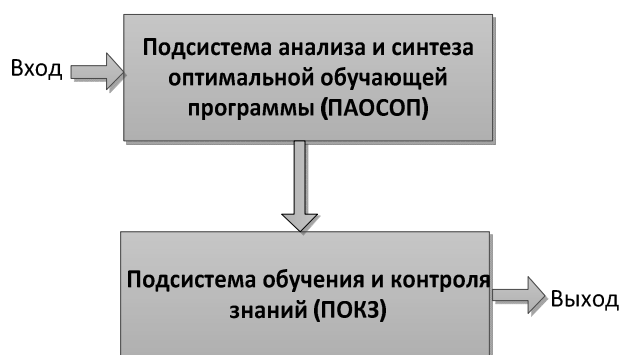 Вход
Подсистема анализа и синтеза
оптимальной обучающей
программы (ПАОСОП)
Подсистема обучения и контроля
знаний (ПОКЗ)
Выход